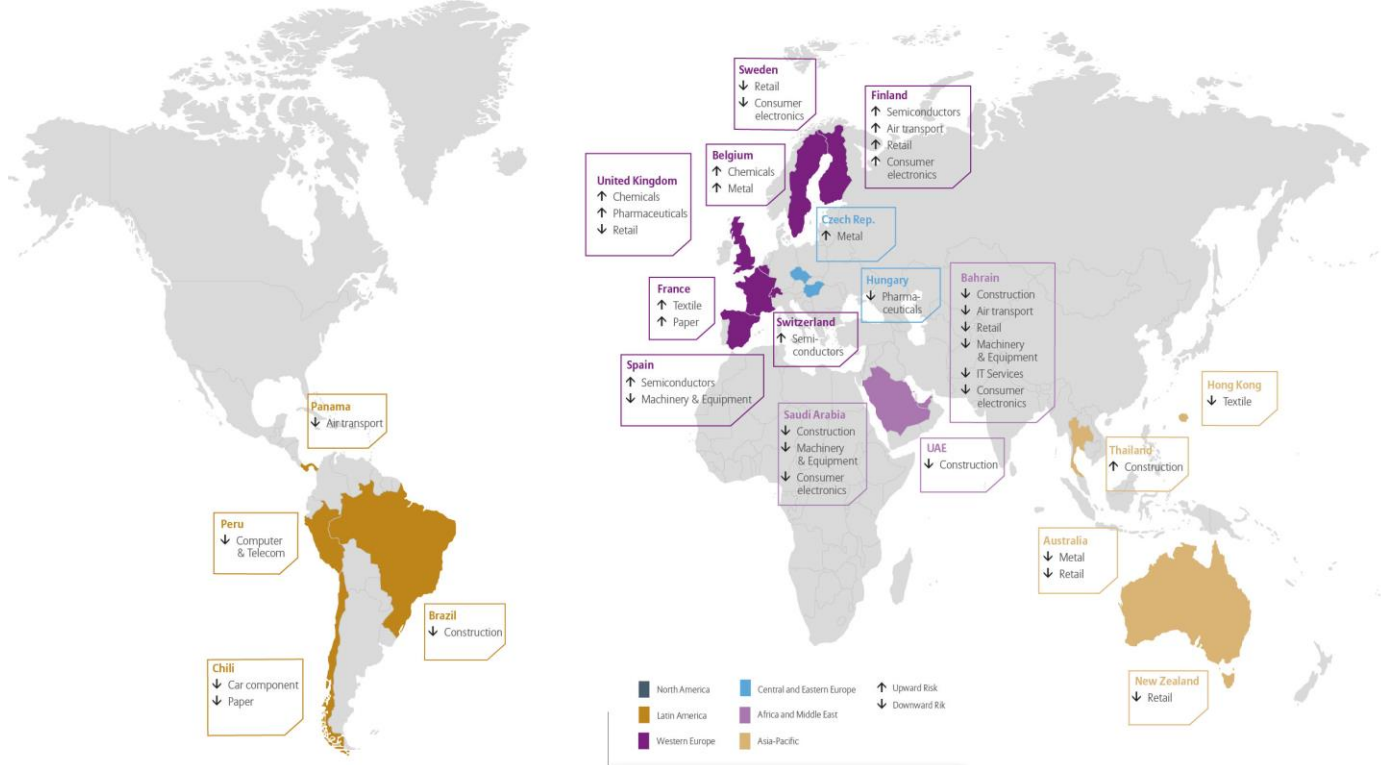 Sweden
↓ Retail
↓ Consumer
electronics
Finland
↑ Semiconductors
↑ Air transport
↑ Retail
↑ Consumer
electronics
Belgium
↑ Chemicals
↑ Metal
United Kingdom
↑ Chemicals
↑ Pharmaceuticals
↓ Retail
Czech Rep.
↑ Metal
Hungary
↓ Pharma-
ceuticals
Bahrain
↓ Construction
↓ Air transport
↓ Retail
↓ Machinery
& Equipment
↓ IT Services
↓ Consumer
electronics
France
↑ Textile
↑ Paper
Switzerland
↑ Semi-
conductors
Spain
↑ Semiconductors
↓ Machinery & Equipment
Hong Kong
↓ Textile
Panama
↓ Air transport
Saudi Arabia
↓ Construction
↓ Machinery
& Equipment
↓ Consumer
electronics
UAE
↓ Construction
Thailand
↑ Construction
Peru
↓ Computer
& Telecom
Australia
↓ Metal
↓ Retail
Brazil
↓ Construction
Chili
↓ Car component
↓ Paper
New Zealand
↓ Retail
North America
Latin America
Western Europe
Central and Eastern Europe
Africa and Middle East
Asia-Pacific
↑ Upward Risk
↓ Downward Rik